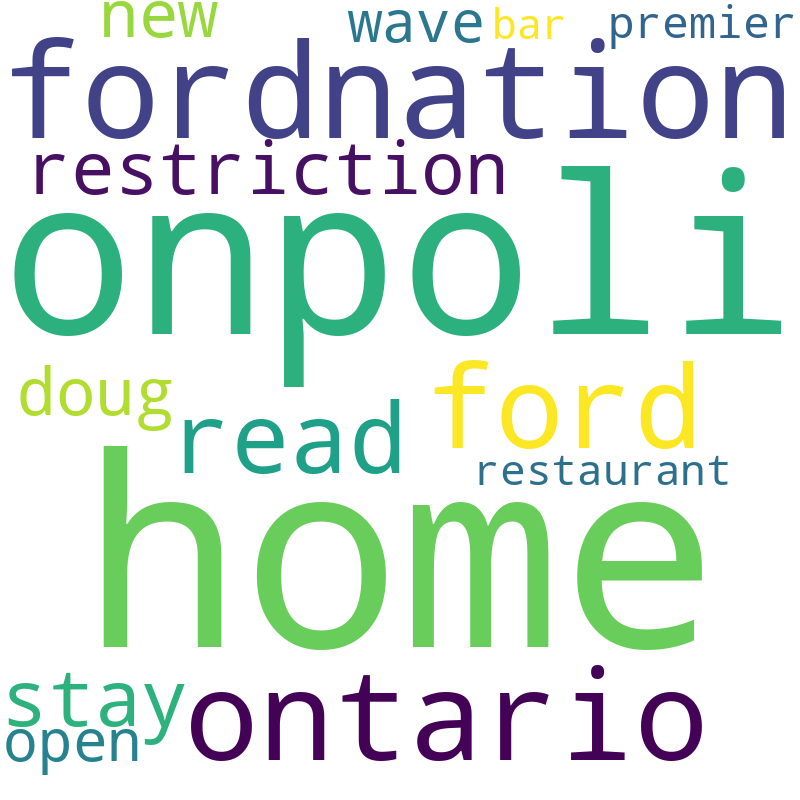 new wave bar premier
fordnation
restriction
onpoli
doug read ford
restaurant
home
stay ontario
open